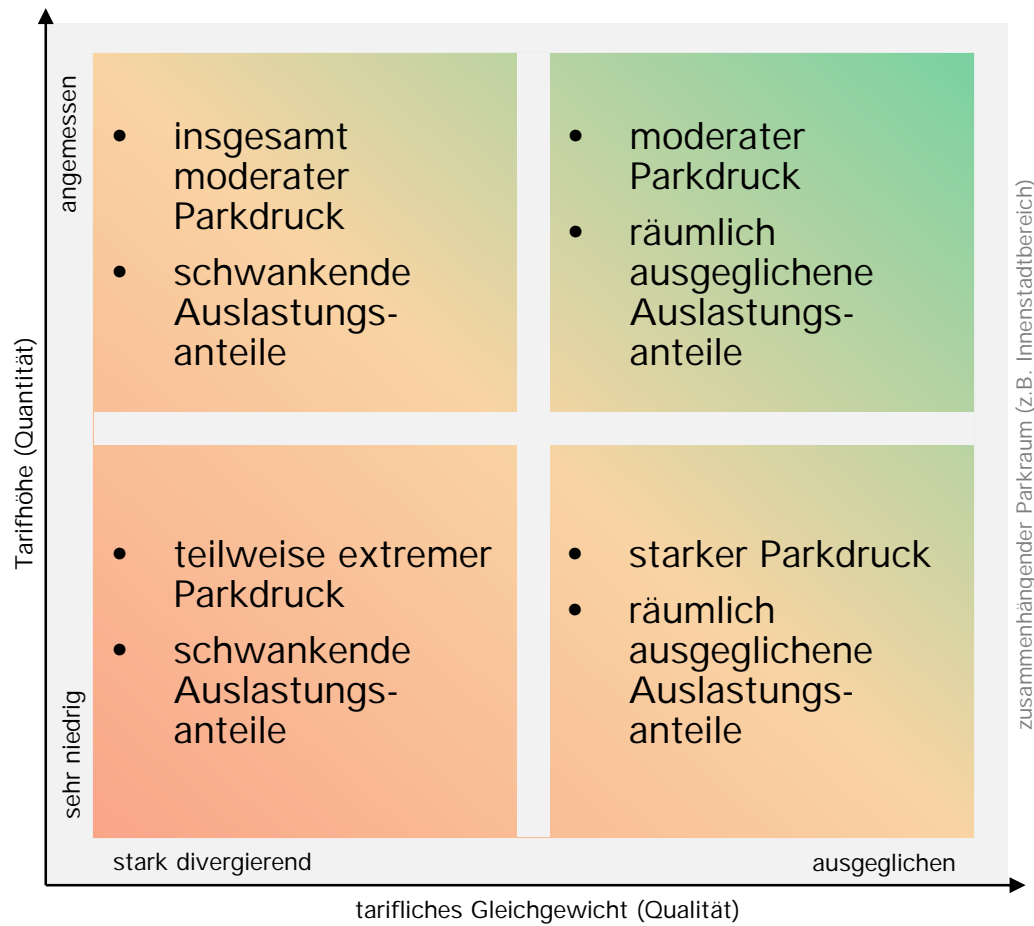 angemessen
• insgesamt
moderater
Parkdruck
• schwankende
Auslastungs-
anteile
• moderater
Parkdruck
• räumlich
ausgeglichene
Auslastungs-
anteile
Tarifhöhe (Quantität)
zusammenhängender Parkraum (z.B. Innenstadtbereich)
sehr niedrig
• teilweise extremer
Parkdruck
• schwankende
Auslastungs-
anteile
• starker Parkdruck
• räumlich
ausgeglichene
Auslastungs-
anteile
stark divergierend
ausgeglichen
tarifliches Gleichgewicht (Qualität)